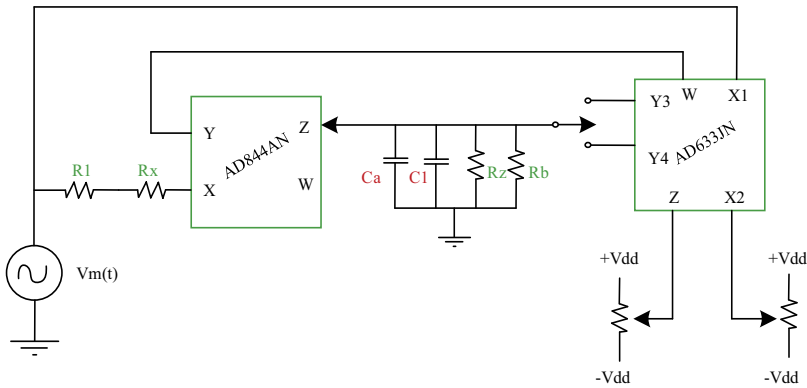 Y3
W
X1
Y
Z
AD844AN
AD633JN
Y4
R1
Rx
X
W
Ca
C1
Rz
Rb
Z
X2
Vm(t)
+Vdd
+Vdd
-Vdd
-Vdd